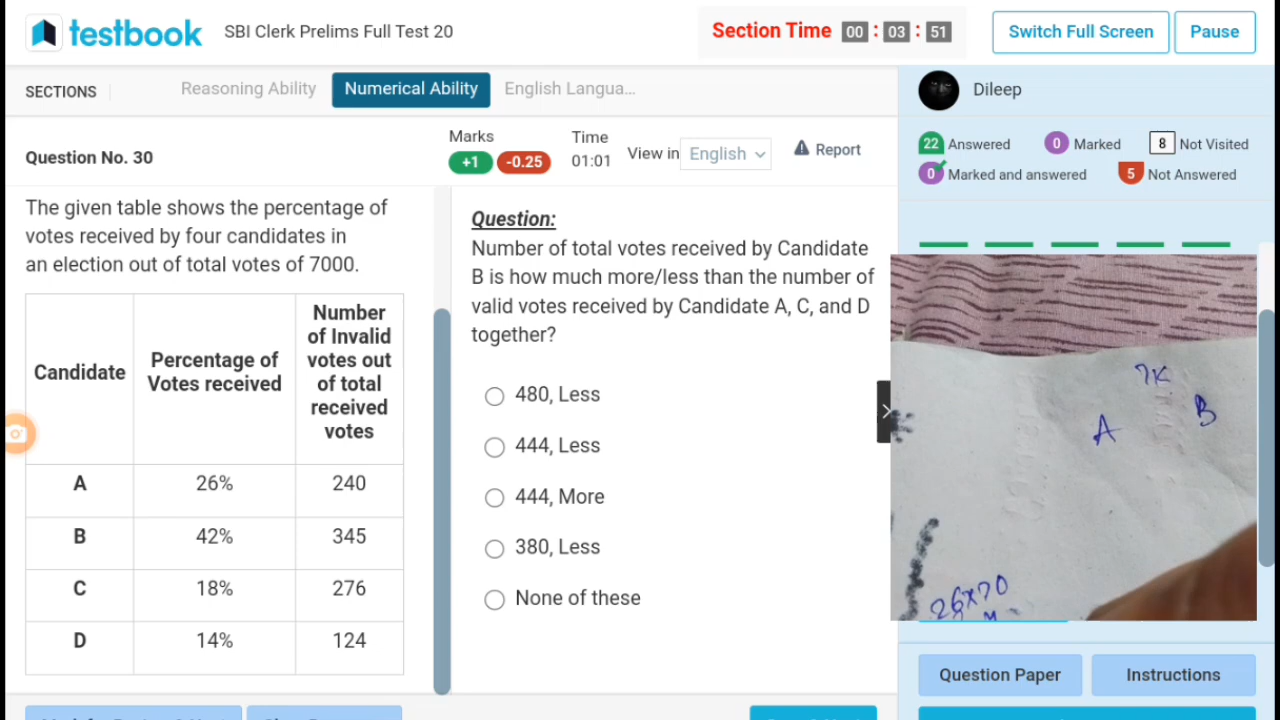 testbook SBI Clerk Prelims Full Test 20 Section Time 00 : 03 : 51 Switch Full Screen Pause
SECTIONS Reasoning Ability Numerical Ability English Langua... Dileep
Question No. 30 Marks +1 -0.25 Time 01:01 View in English Report
22 Answered 0 Marked 8 Not Visited
0 Marked and answered 5 Not Answered
The given table shows the percentage of
votes received by four candidates in
an election out of total votes of 7000.
Candidate Percentage of Votes received Number of Invalid votes out of total received votes
A 26% 240
B 42% 345
C 18% 276
D 14% 124
Question:
Number of total votes received by Candidate
B is how much more/less than the number of
valid votes received by Candidate A, C, and D
together?
480, Less
444, Less
444, More
380, Less
None of these
7K
A B
26x70
Question Paper Instructions